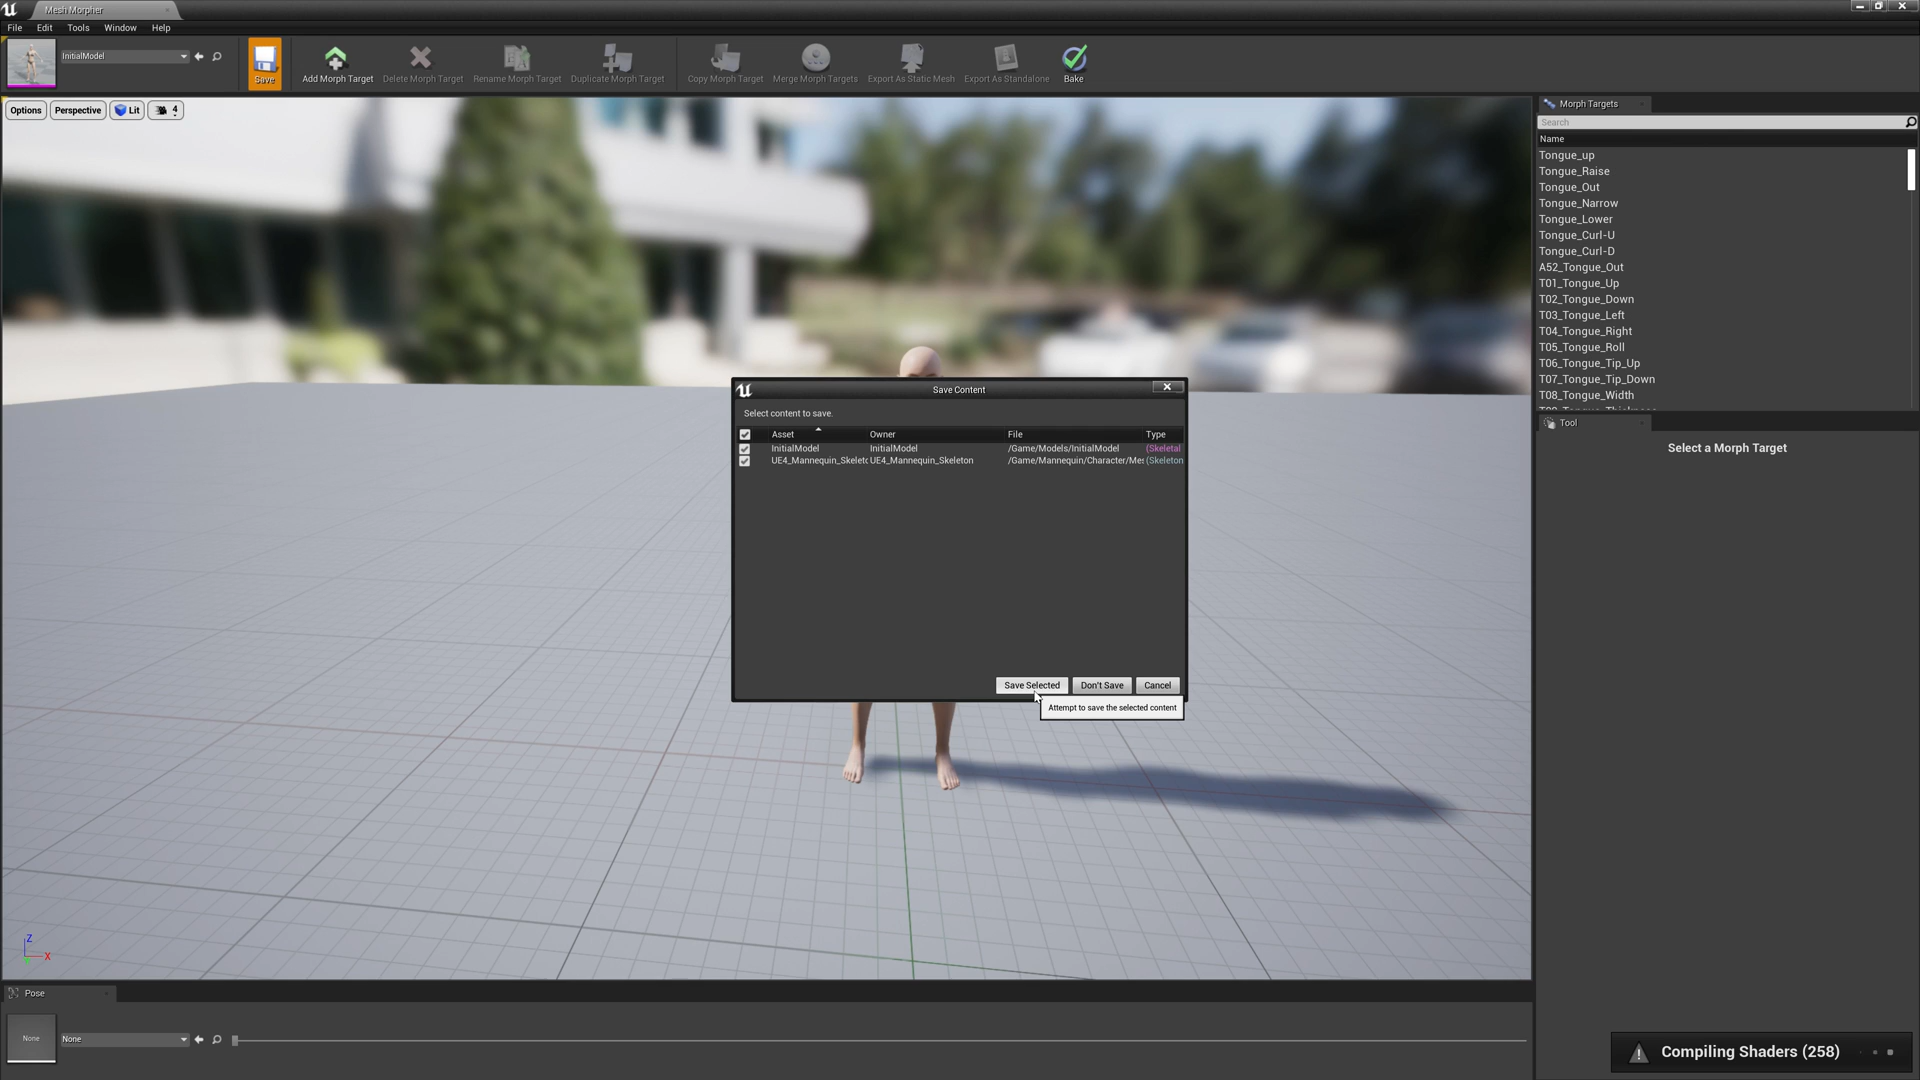 Mesh Morpher
File Edit Tools Window Help
InitialModel
Save
Add Morph Target
Delete Morph Target
Rename Morph Target
Duplicate Morph Target
Copy Morph Target
Merge Morph Targets
Export As Static Mesh
Export As Standalone
Bake
Options
Perspective
Lit
4
Morph Targets
Search
Name
Tongue_up
Tongue_Raise
Tongue_Out
Tongue_Narrow
Tongue_Lower
Tongue_Curl-U
Tongue_Curl-D
A52_Tongue_Out
T01_Tongue_Up
T02_Tongue_Down
T03_Tongue_Left
T04_Tongue_Right
T05_Tongue_Roll
T06_Tongue_Tip_Up
T07_Tongue_Tip_Down
T08_Tongue_Width
Tool
Select a Morph Target
Save Content
Select content to save.
Asset Owner File Type
InitialModel InitialModel /Game/Models/InitialModel (Skeletal
UE4_Mannequin_Skelet UE4_Mannequin_Skeleton /Game/Mannequin/Character/Me (Skeleton
Save Selected
Don't Save
Cancel
Attempt to save the selected content
Z
X
Pose
None
None
Compiling Shaders (258)